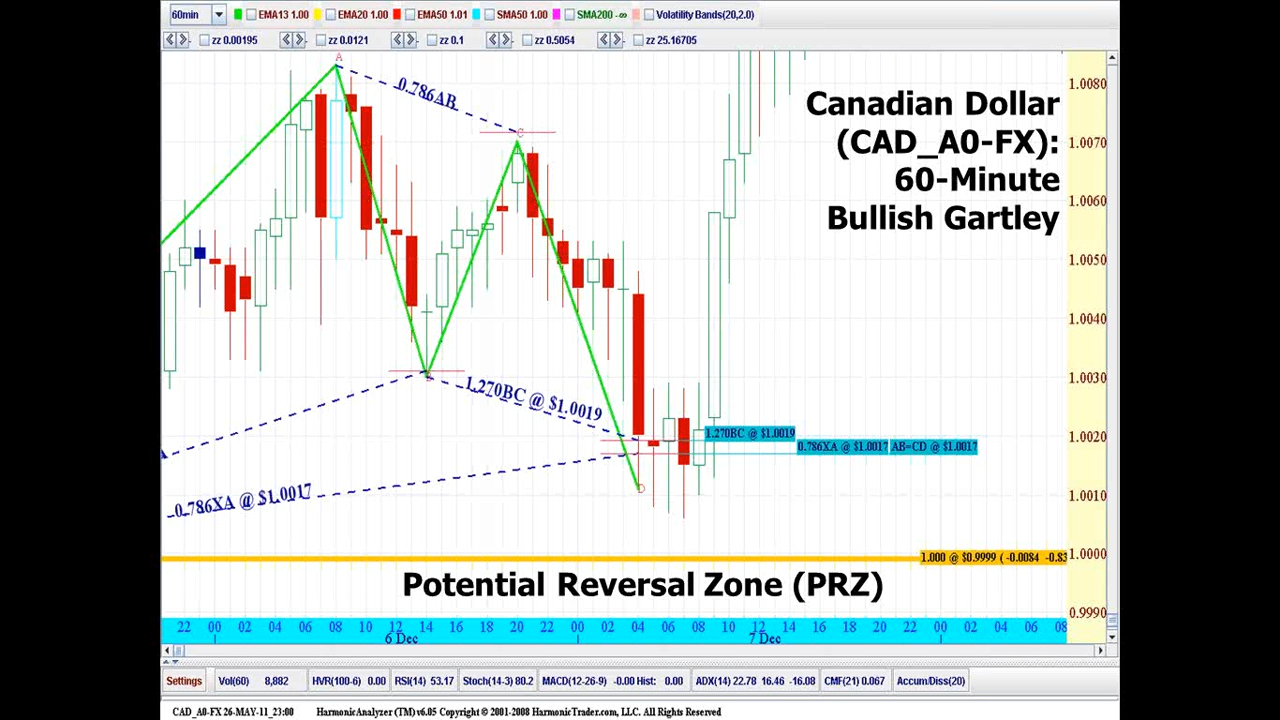 60min EMA13 1.00 EMA20 1.00 EMA50 1.01 SMA50 1.00 SMA200 -∞ Volatility Bands(20,2.0)
zz 0.00195 zz 0.0121 zz 0.1 zz 0.5054 zz 25.16705
A
0.786AB
C
Canadian Dollar
(CAD_A0-FX):
60-Minute
Bullish Gartley
1.0080
1.0070
1.0060
1.0050
1.0040
1.0030
1.0020
1.0010
1.0000
0.9990
B
1.270BC @ $1.0019
1.270BC @ $1.0019
0.786XA @ $1.0017 AB=CD @ $1.0017
0.786XA @ $1.0017
D
1.000 @ $0.9999 ( -0.0084 -0.83
Potential Reversal Zone (PRZ)
22 00 02 04 06 08 10 12 14 16 18 20 22 00 02 04 06 08 10 12 14 16 18 20 22 00 02 04 06 08
6 Dec 7 Dec
Settings Vol(60) 8,882 HVR(100-6) 0.00 RSI(14) 53.17 Stoch(14-3) 80.2 MACD(12-26-9) -0.00 Hist: 0.00 ADX(14) 22.78 16.46 -16.08 CMF(21) 0.067 Accum/Diss(20)
CAD_A0-FX 26-MAY-11_23:00 HarmonicAnalyzer (TM) v6.05 Copyright © 2001-2008 HarmonicTrader.com, LLC. All Rights Reserved